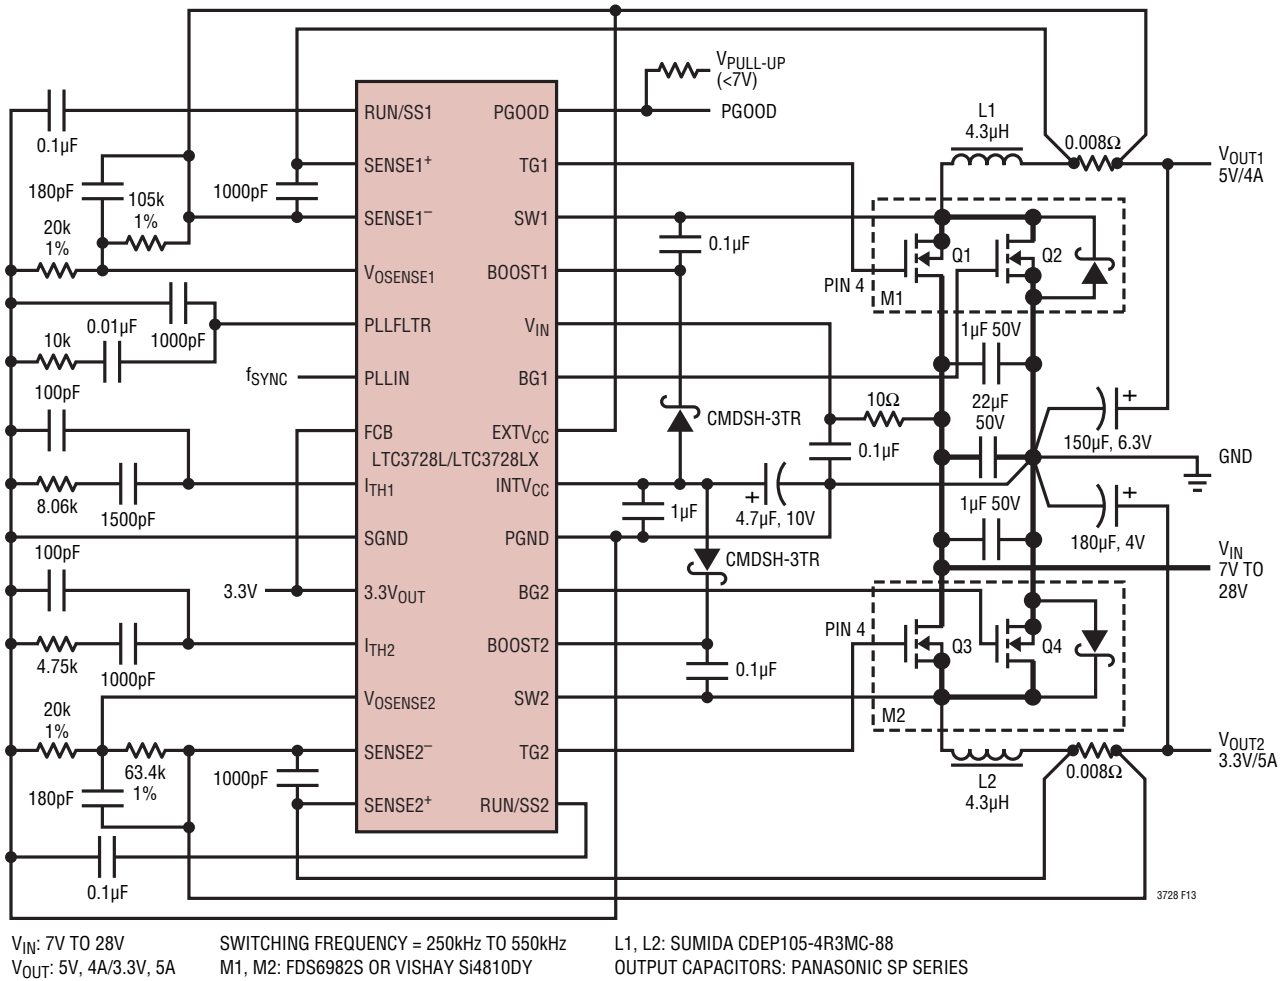 VPULL-UP
(<7V)
PGOOD
0.1µF
RUN/SS1
PGOOD
L1
4.3µH
0.008Ω
VOUT1
5V/4A
180pF
105k
1%
1000pF
SENSE1+
TG1
20k
1%
SENSE1–
SW1
0.1µF
Q1
Q2
VOSENSE1
BOOST1
PIN 4
M1
0.01µF
1000pF
PLLFLTR
VIN
1µF 50V
10k
fSYNC
PLLIN
BG1
100pF
10Ω
22µF
50V
CMDSH-3TR
FCB
EXTVCC
0.1µF
150µF, 6.3V
+
LTC3728L/LTC3728LX
GND
8.06k
1500pF
ITH1
INTVCC
1µF
+
4.7µF, 10V
1µF 50V
+
180µF, 4V
SGND
PGND
100pF
CMDSH-3TR
VIN
7V TO
28V
3.3V
3.3VOUT
BG2
PIN 4
Q3
Q4
4.75k
1000pF
ITH2
BOOST2
0.1µF
20k
1%
VOSENSE2
SW2
M2
63.4k
1%
SENSE2–
TG2
VOUT2
3.3V/5A
180pF
1000pF
L2
4.3µH
0.008Ω
SENSE2+
RUN/SS2
0.1µF
3728 F13
VIN: 7V TO 28V
VOUT: 5V, 4A/3.3V, 5A
SWITCHING FREQUENCY = 250kHz TO 550kHz
M1, M2: FDS6982S OR VISHAY Si4810DY
L1, L2: SUMIDA CDEP105-4R3MC-88
OUTPUT CAPACITORS: PANASONIC SP SERIES